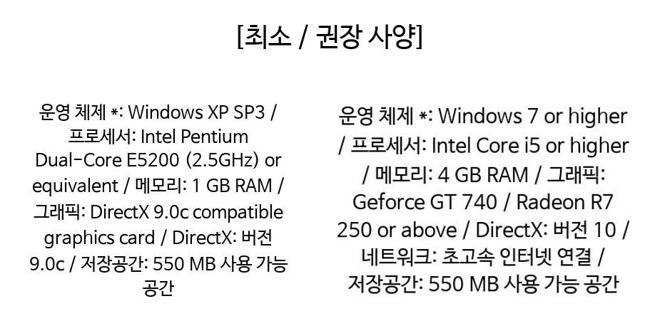 [최소 / 권장 사양]
운영 체제 *: Windows XP SP3 /
프로세서: Intel Pentium
Dual-Core E5200 (2.5GHz) or
equivalent / 메모리: 1 GB RAM /
그래픽: DirectX 9.0c compatible
graphics card / DirectX: 버전
9.0c / 저장공간: 550 MB 사용 가능
공간
운영 체제 *: Windows 7 or higher
/ 프로세서: Intel Core i5 or higher
/ 메모리: 4 GB RAM / 그래픽:
Geforce GT 740 / Radeon R7
250 or above / DirectX: 버전 10 /
네트워크: 초고속 인터넷 연결 /
저장공간: 550 MB 사용 가능 공간